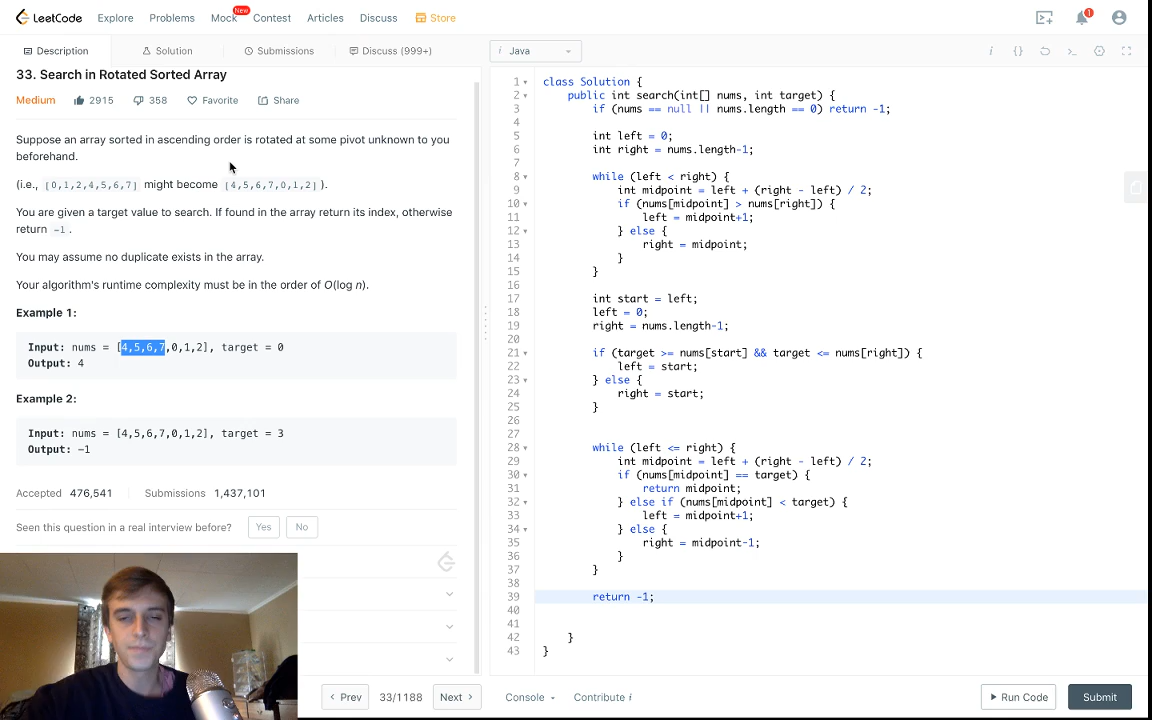 LeetCode Explore Problems Mock New Contest Articles Discuss Store 1
Description Solution Submissions Discuss (999+)
33. Search in Rotated Sorted Array
Medium 2915 358 Favorite Share
Suppose an array sorted in ascending order is rotated at some pivot unknown to you
beforehand.
(i.e., [0,1,2,4,5,6,7] might become [4,5,6,7,0,1,2] ).
You are given a target value to search. If found in the array return its index, otherwise
return -1 .
You may assume no duplicate exists in the array.
Your algorithm's runtime complexity must be in the order of O(log n).
Example 1:
Input: nums = [4,5,6,7,0,1,2], target = 0
Output: 4
Example 2:
Input: nums = [4,5,6,7,0,1,2], target = 3
Output: -1
Accepted 476,541 Submissions 1,437,101
Seen this question in a real interview before? Yes No
Prev 33/1188 Next
i Java
1 class Solution {
2 public int search(int[] nums, int target) {
3 if (nums == null || nums.length == 0) return -1;
4
5 int left = 0;
6 int right = nums.length-1;
7
8 while (left < right) {
9 int midpoint = left + (right - left) / 2;
10 if (nums[midpoint] > nums[right]) {
11 left = midpoint+1;
12 } else {
13 right = midpoint;
14 }
15 }
16
17 int start = left;
18 left = 0;
19 right = nums.length-1;
20
21 if (target >= nums[start] && target <= nums[right]) {
22 left = start;
23 } else {
24 right = start;
25 }
26
27
28 while (left <= right) {
29 int midpoint = left + (right - left) / 2;
30 if (nums[midpoint] == target) {
31 return midpoint;
32 } else if (nums[midpoint] < target) {
33 left = midpoint+1;
34 } else {
35 right = midpoint-1;
36 }
37 }
38
39 return -1;
40
41
42 }
43 }
Console Contribute i Run Code Submit